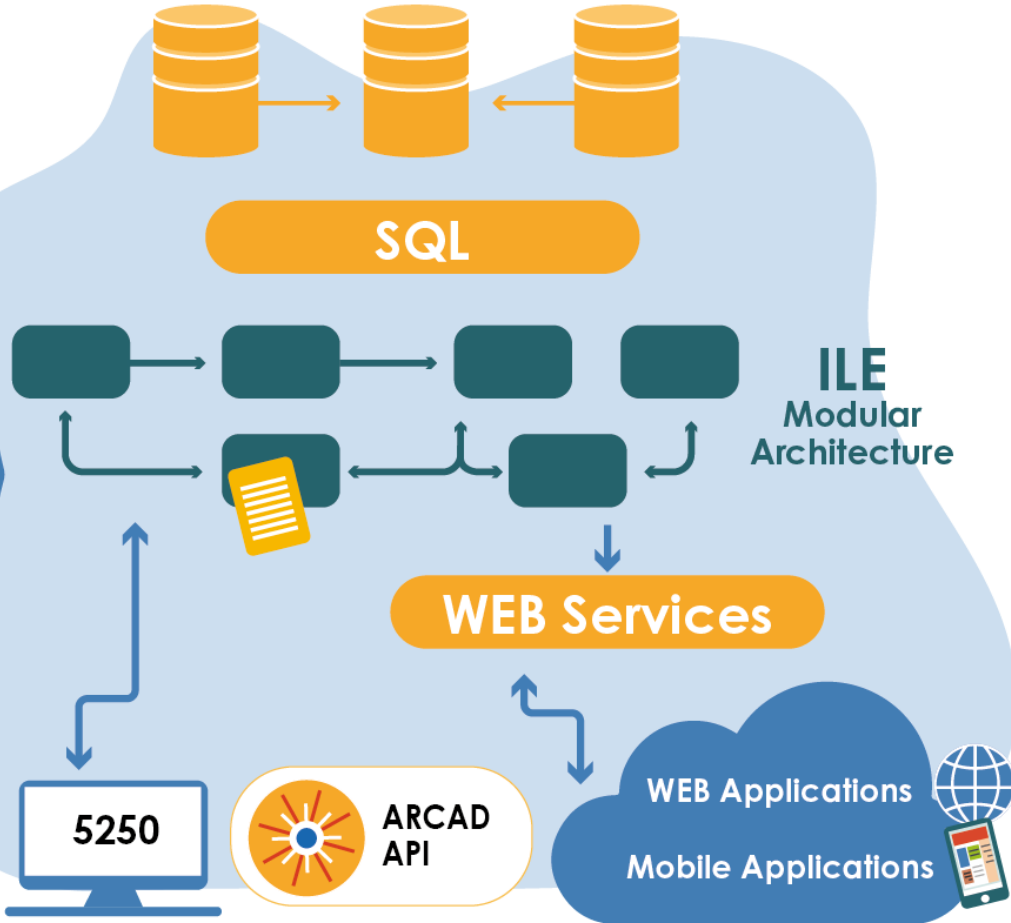 SQL
ILE
Modular
Architecture
WEB Services
5250
ARCAD
API
WEB Applications
Mobile Applications